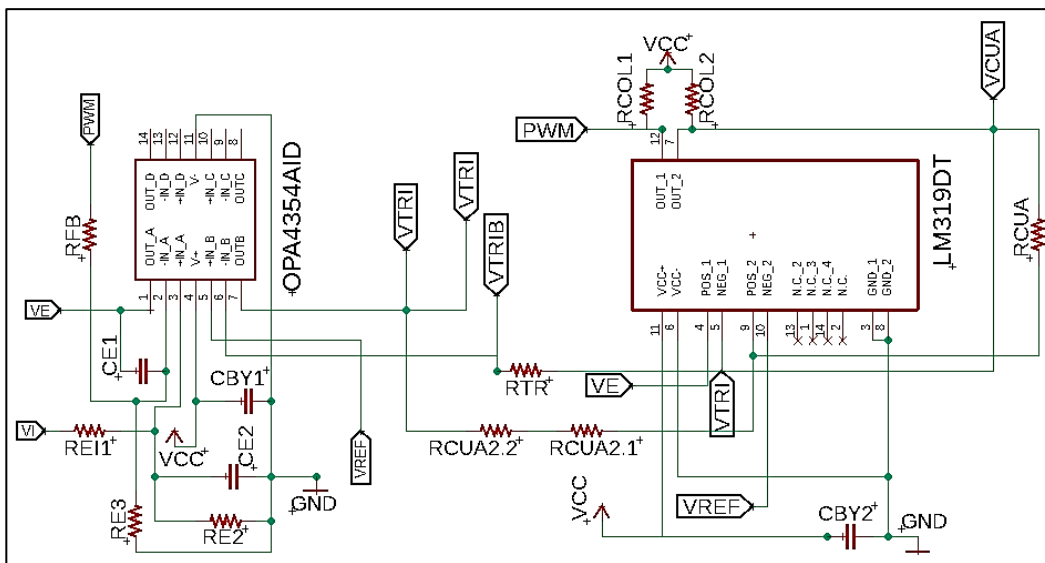 VCC
RCOL1
RCOL2
VCUA
PWM
PWM
12
7
OUT_1
OUT_2
LM319DT
RCUA
VCC+
VCC-
POS_1
NEG_1
POS_2
NEG_2
N.C._2
N.C._3
N.C._4
N.C.
GND_1
GND_2
11
6
4
5
9
10
13
1
14
2
3
8
14
13
12
11
10
9
8
OUT_D
-IN_D
+IN_D
V-
+IN_C
-IN_C
OUTC
OUT_A
-IN_A
+IN_A
V+
+IN_B
-IN_B
OUTB
1
2
3
4
5
6
7
OPA4354AID
RFB
VE
CE1
VI
REI1
VCC
CBY1
CE2
GND
RE3
RE2
VREF
VTRI
VTRI
VTRIB
RTR
VE
VTRI
RCUA2.2
RCUA2.1
VREF
VCC
CBY2
GND